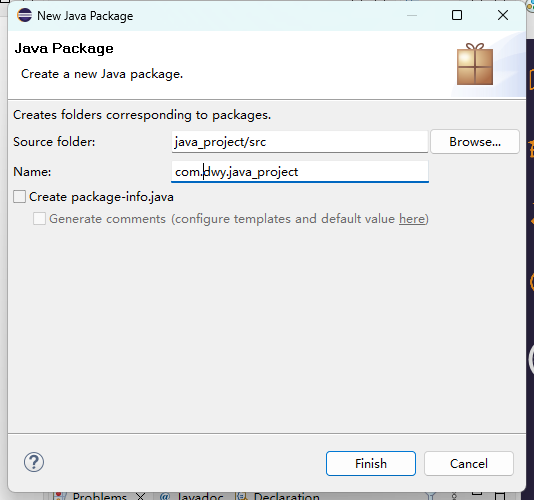 New Java Package
Java Package
Create a new Java package.
Creates folders corresponding to packages.
Source folder: java_project/src Browse...
Name: com.dwy.java_project
Create package-info.java
Generate comments (configure templates and default value here)
? Finish Cancel
Problems @ Javadoc Declaration